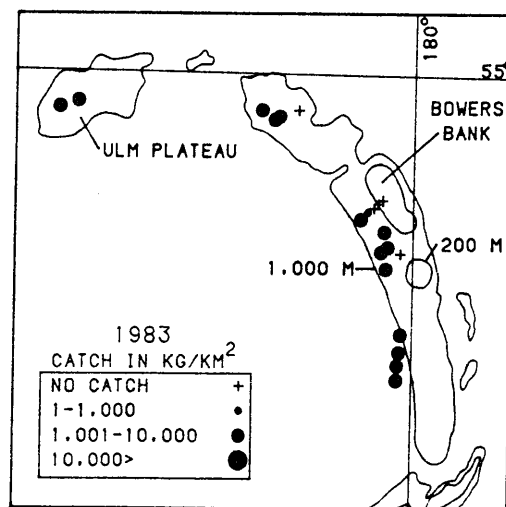 180°
55°
BOWERS
BANK
ULM PLATEAU
200 M
1.000 M
1983
CATCH IN KG/KM²
NO CATCH +
1-1.000
1.001-10.000
10.000>